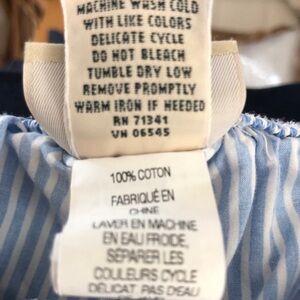 MACHINE WASH COLD
WITH LIKE COLORS
DELICATE CYCLE
DO NOT BLEACH
TUMBLE DRY LOW
REMOVE PROMPTLY
WARM IRON IF NEEDED
RN 71341
VN 06545
100% COTON
FABRIQUÉ EN
CHINE
LAVER EN MACHINE
EN EAU FROIDE,
SÉPARER LES
COULEURS CYCLE
DÉLICAT PAS D'EAU